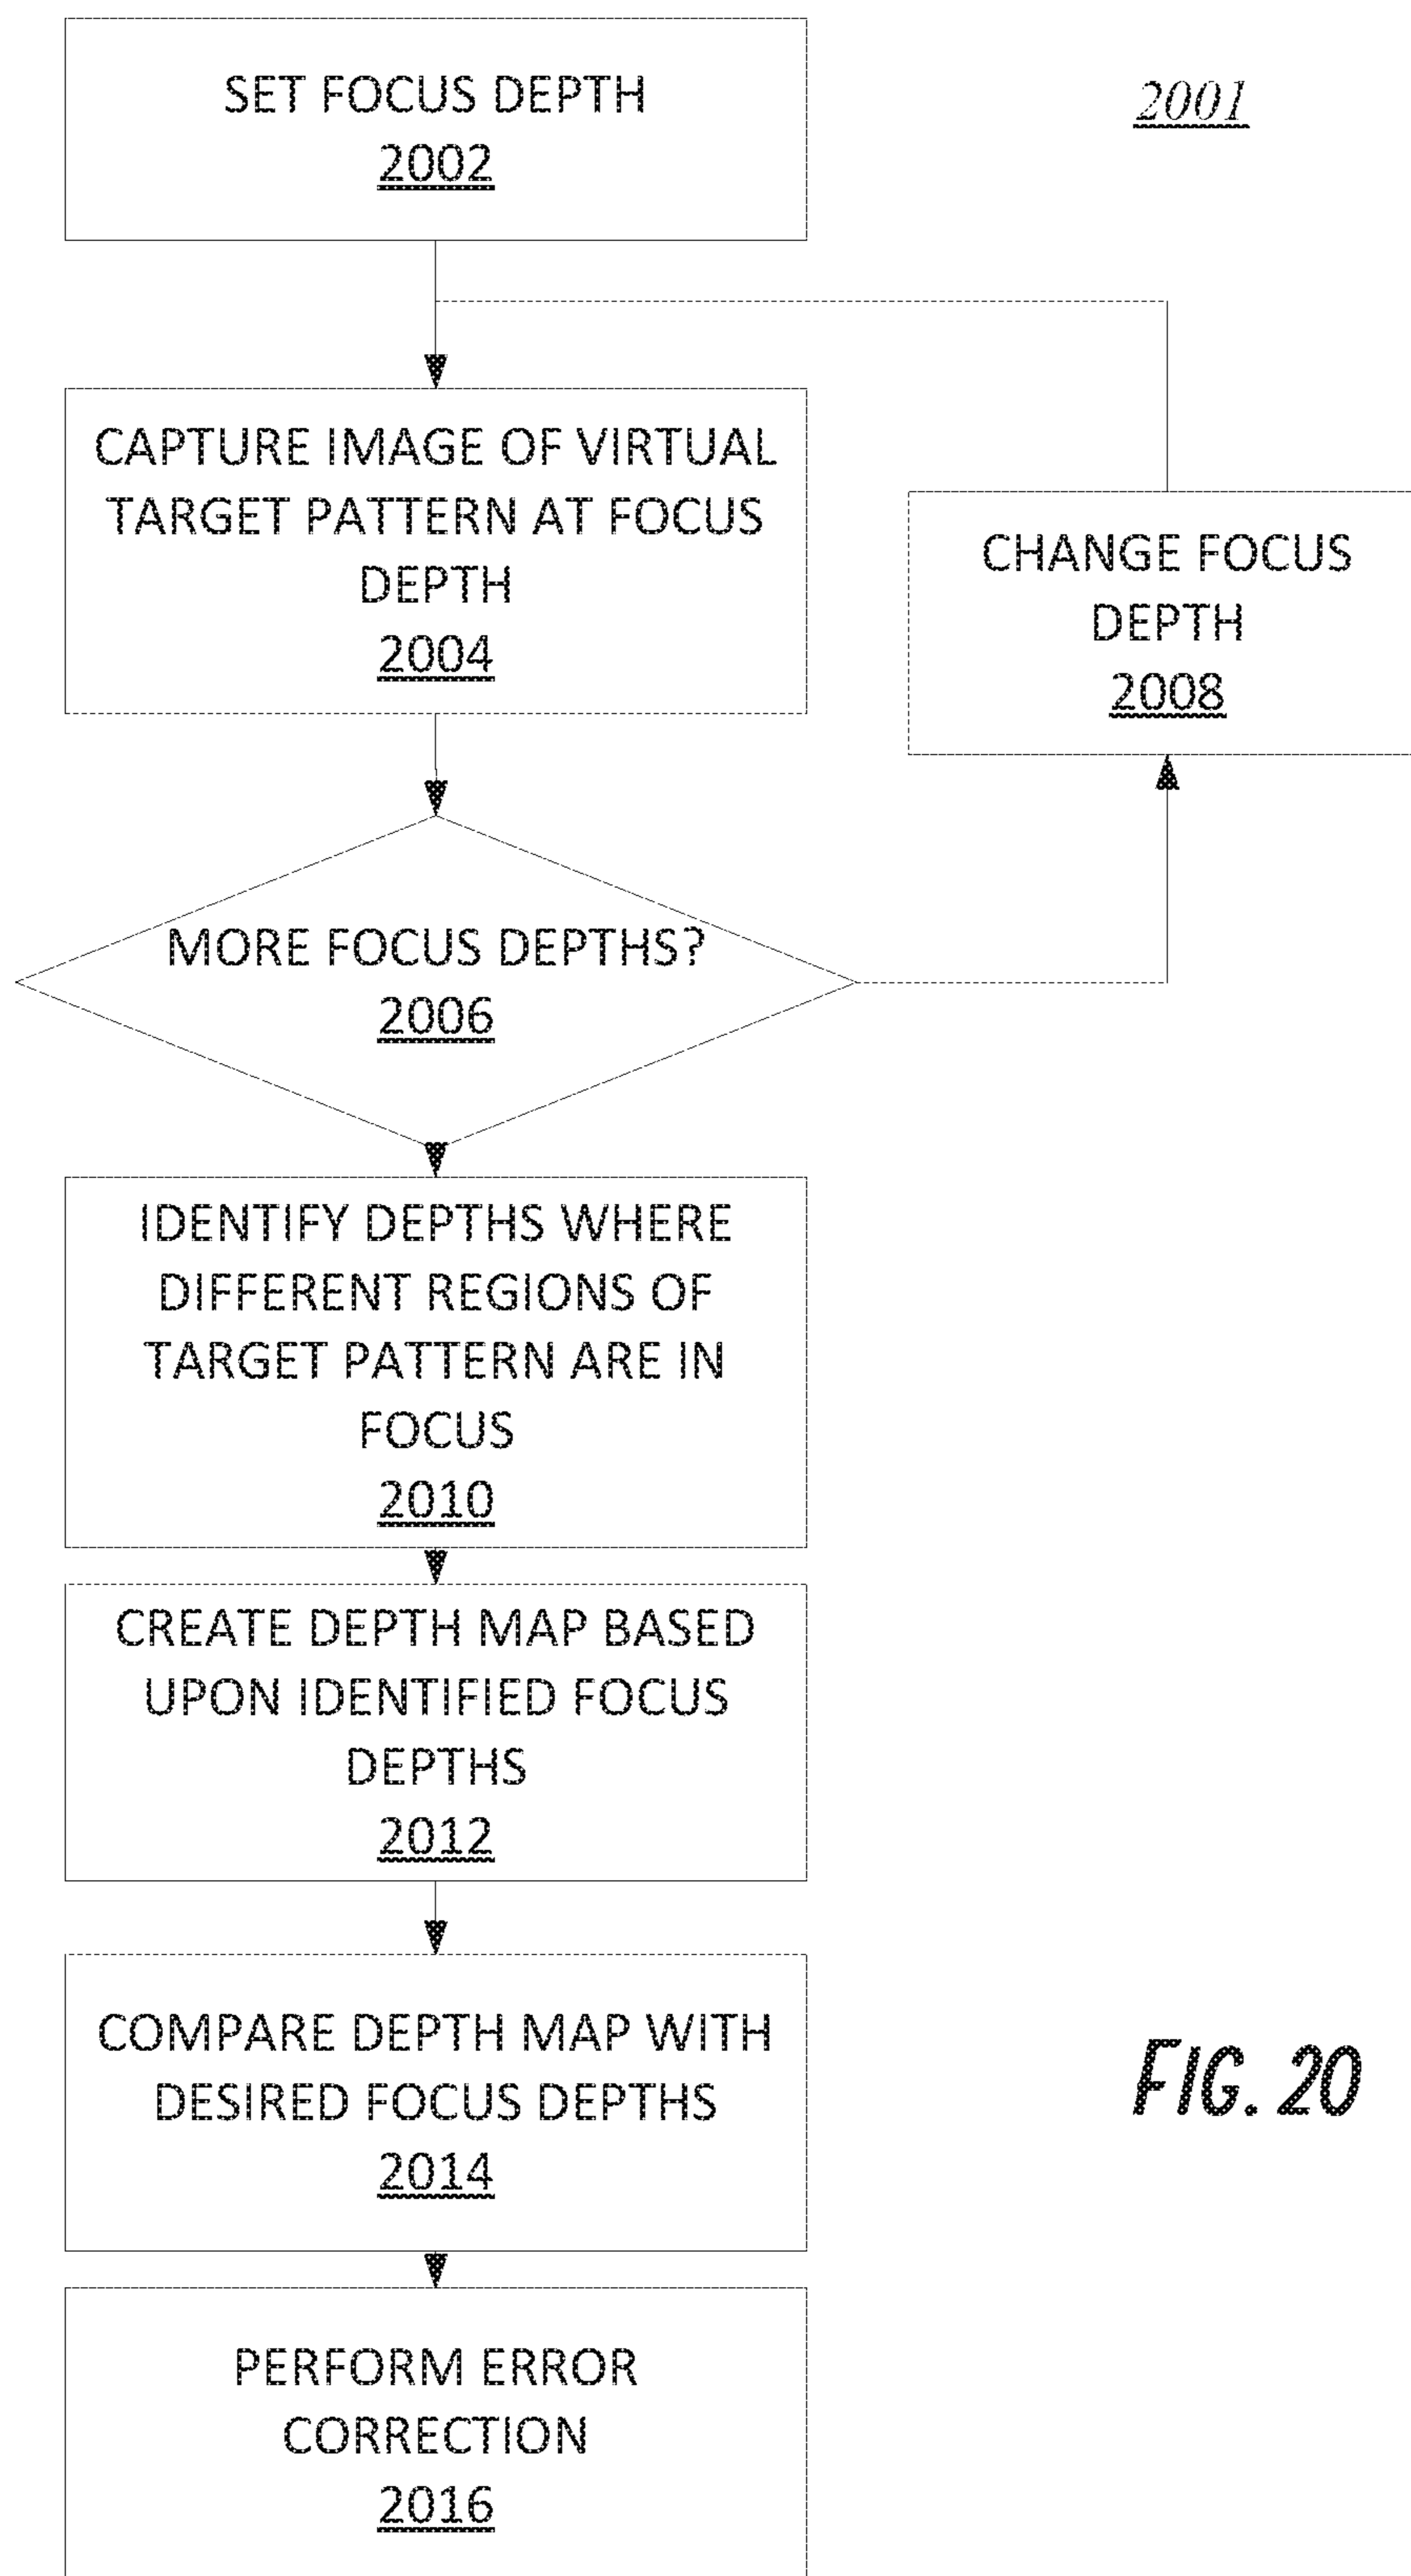 SET FOCUS DEPTH
2002
2001
CAPTURE IMAGE OF VIRTUAL
TARGET PATTERN AT FOCUS
DEPTH
2004
CHANGE FOCUS
DEPTH
2008
MORE FOCUS DEPTHS?
2006
IDENTIFY DEPTHS WHERE
DIFFERENT REGIONS OF
TARGET PATTERN ARE IN
FOCUS
2010
CREATE DEPTH MAP BASED
UPON IDENTIFIED FOCUS
DEPTHS
2012
COMPARE DEPTH MAP WITH
DESIRED FOCUS DEPTHS
2014
FIG. 20
PERFORM ERROR
CORRECTION
2016